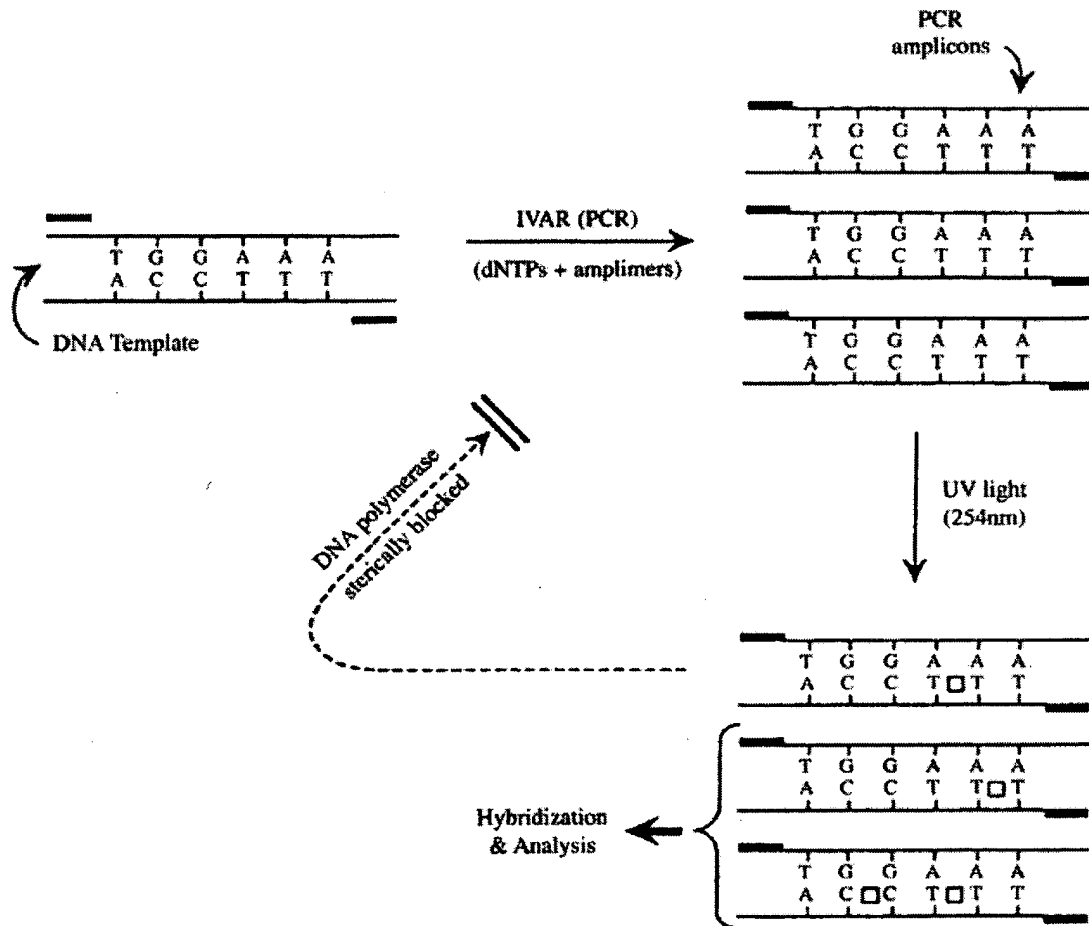 PCR
amplicons
T G G A A A
A C C T T T
T G G A A A
A C C T T T
T G G A A A
A C C T T T
T G G A A A
A C C T T T
DNA Template
IVAR (PCR)
(dNTPs + amplimers)
UV light
(254nm)
DNA polymerase
sterically blocked
T G G A A A
A C C T T T
T G G A A A
A C C T T T
T G G A A A
A C C T T T
Hybridization
& Analysis